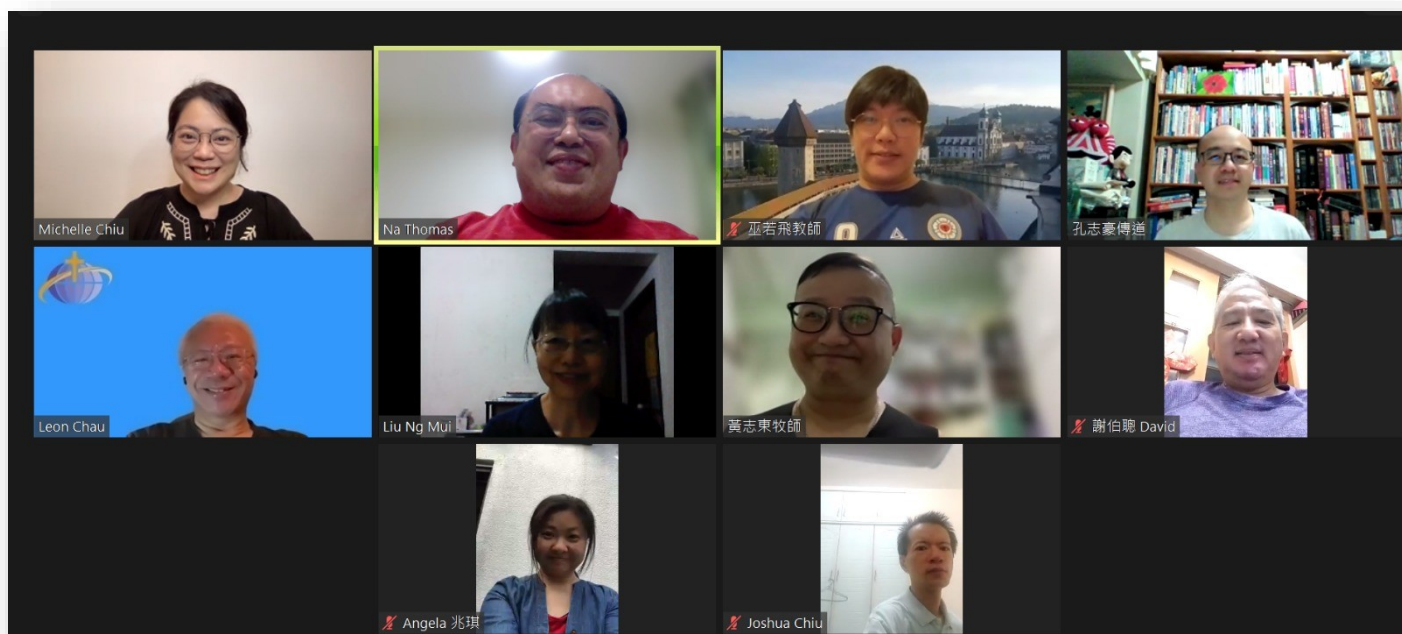 Michelle Chiu
Na Thomas
巫若飛教師
孔志豪傳道
Leon Chau
Liu Ng Mui
黃志東牧師
謝伯聰 David
Angela 兆琪
Joshua Chiu